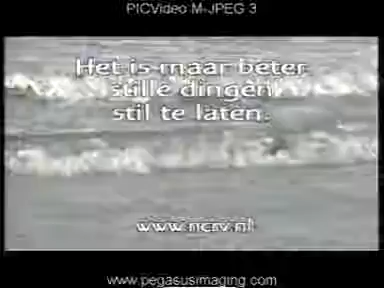 PICVideo M-JPEG 3
Het is maar beter
stille dingen
stil te laten.
www.ncrv.nl
www.pegasusimaging.com